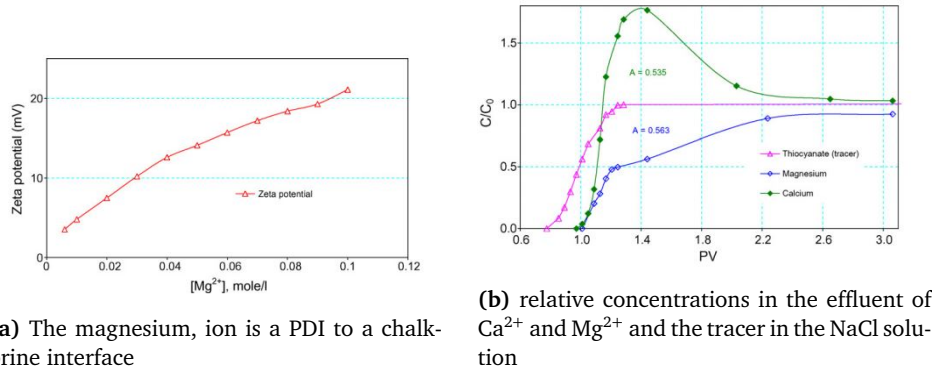 Zeta potential (mV)
20
10
0
Zeta potential
0
0.02
0.04
0.06
0.08
0.1
0.12
[Mg²⁺], mole/l
a) The magnesium, ion is a PDI to a chalk-
rine interface
C/C₀
1.5
1.0
0.5
0.0
A = 0.535
A = 0.563
Thiocyanate (tracer)
Magnesium
Calcium
0.6
1.0
1.4
1.8
2.2
2.6
3.0
PV
(b) relative concentrations in the effluent of
Ca²⁺ and Mg²⁺ and the tracer in the NaCl solu-
tion